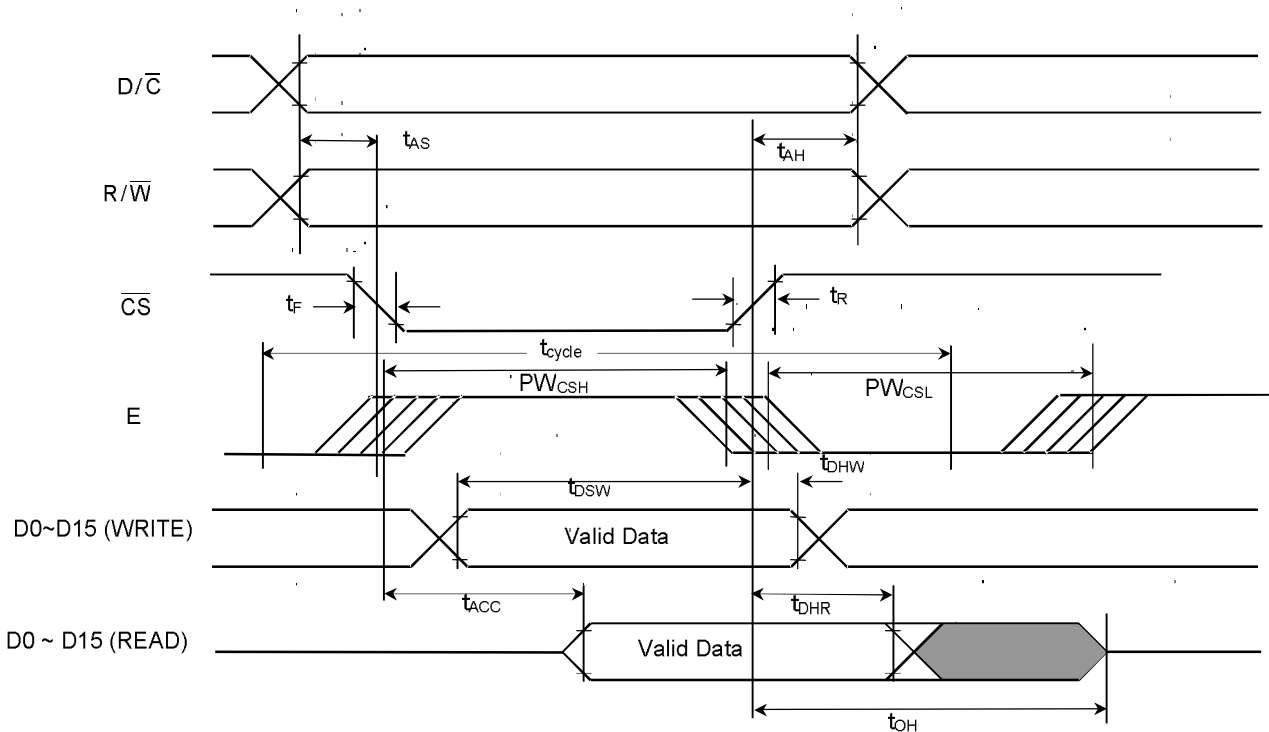 D/C̅
tAS
tAH
R/W̅
C̅S̅
tF
tR
tcycle
PWCSH
PWCSL
E
tDHW
tDSW
D0~D15 (WRITE)
Valid Data
tACC
tDHR
D0 ~ D15 (READ)
Valid Data
tOH